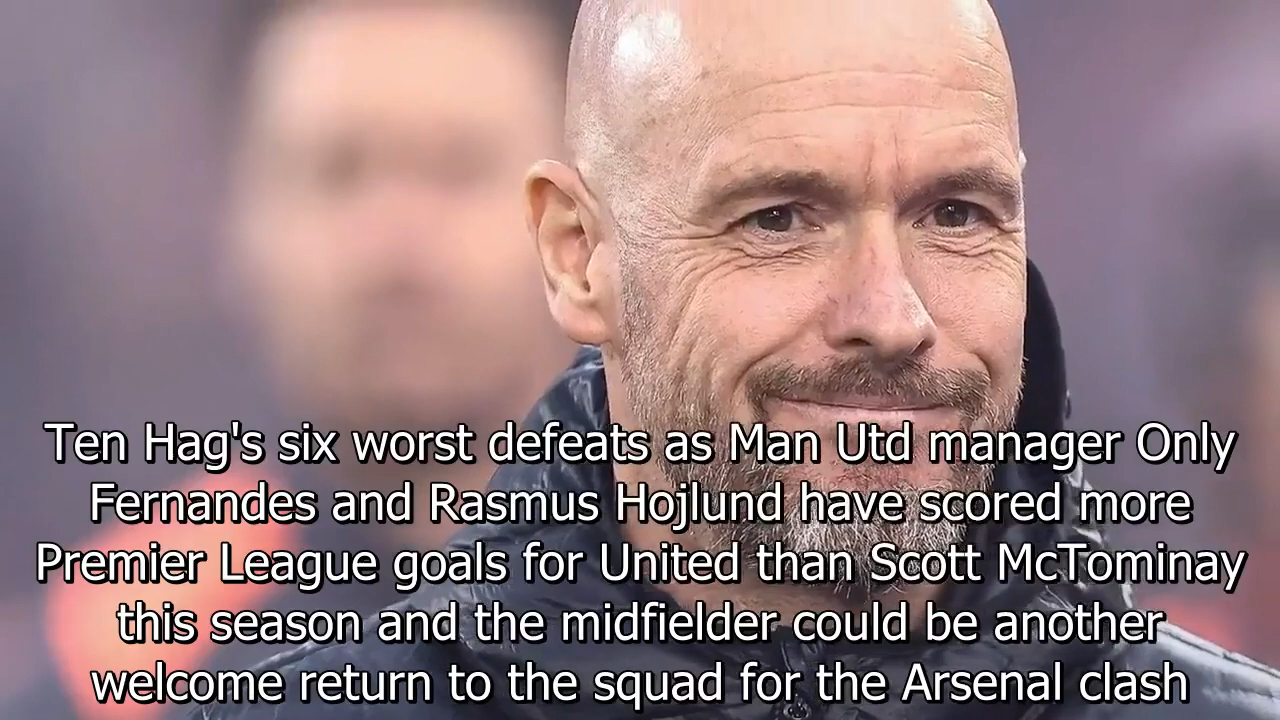 Ten Hag's six worst defeats as Man Utd manager Only
Fernandes and Rasmus Hojlund have scored more
Premier League goals for United than Scott McTominay
this season and the midfielder could be another
welcome return to the squad for the Arsenal clash